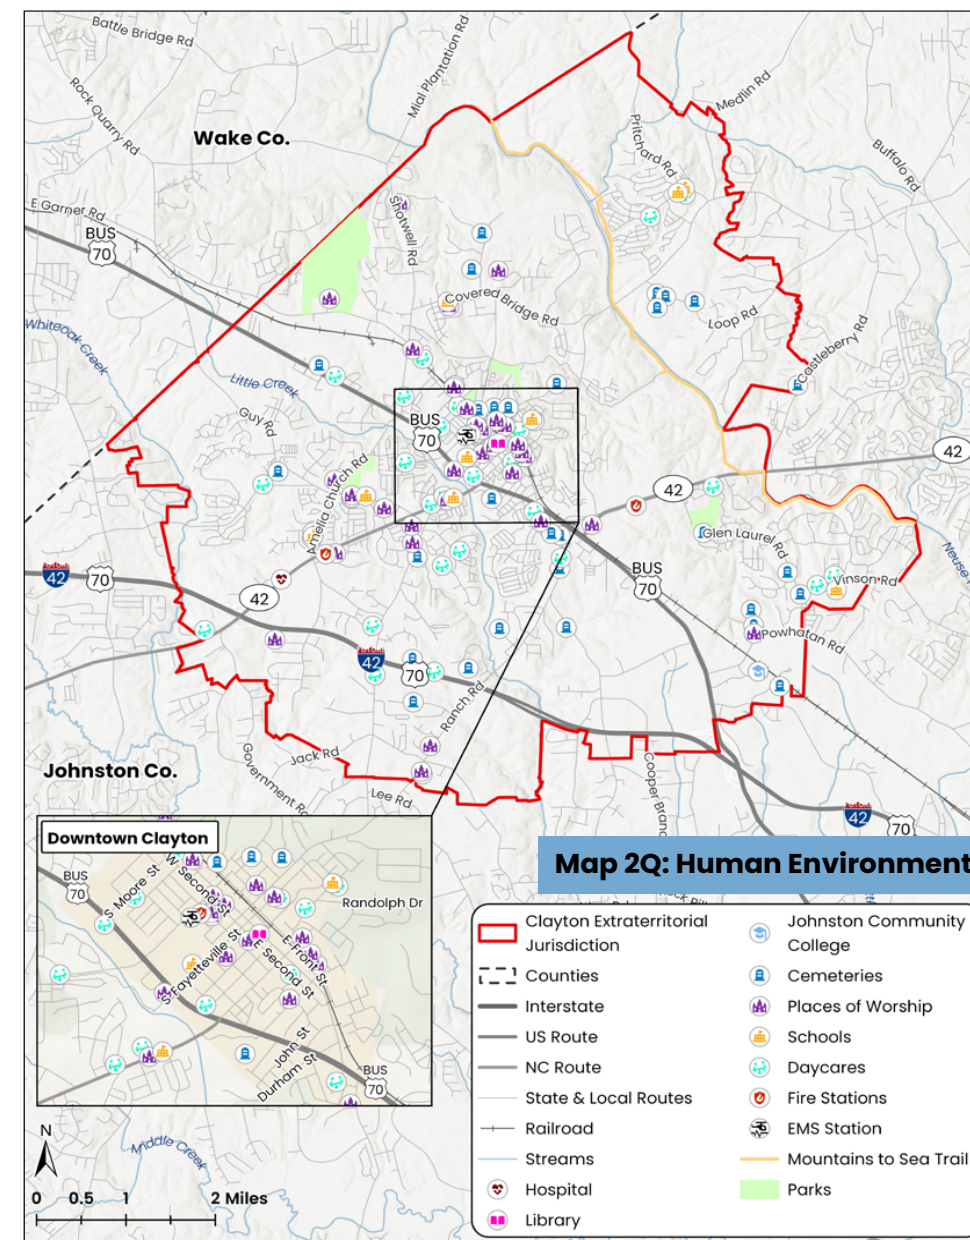 Battle Bridge Rd
Rock Quarry Rd
Mial Plantation Rd
Medlin Rd
Pritchard Rd
Buffalo Rd
Wake Co.
E Garner Rd
BUS
70
Shotwell Rd
Covered Bridge Rd
Loop Rd
Castleberry Rd
Whiteoak Creek
Little Creek
Guy Rd
BUS
70
42
42
Amelia Church Rd
Glen Laurel Rd
Neuse
42
70
42
BUS
70
Vinson Rd
Powhatan Rd
42
70
Ranch Rd
Jack Rd
Government Rd
Lee Rd
Cooper Branc
Johnston Co.
42
70
Downtown Clayton
BUS
70
S Moore St
W Second St
Randolph Dr
S Fayetteville St
E Second St
E Front St
John St
Durham St
BUS
70
Middle Creek
N
0 0.5 1 2 Miles
Map 2Q: Human Environment
Clayton Extraterritorial
Jurisdiction
Counties
Interstate
US Route
NC Route
State & Local Routes
Railroad
Streams
Hospital
Library
Johnston Community
College
Cemeteries
Places of Worship
Schools
Daycares
Fire Stations
EMS Station
Mountains to Sea Trail
Parks